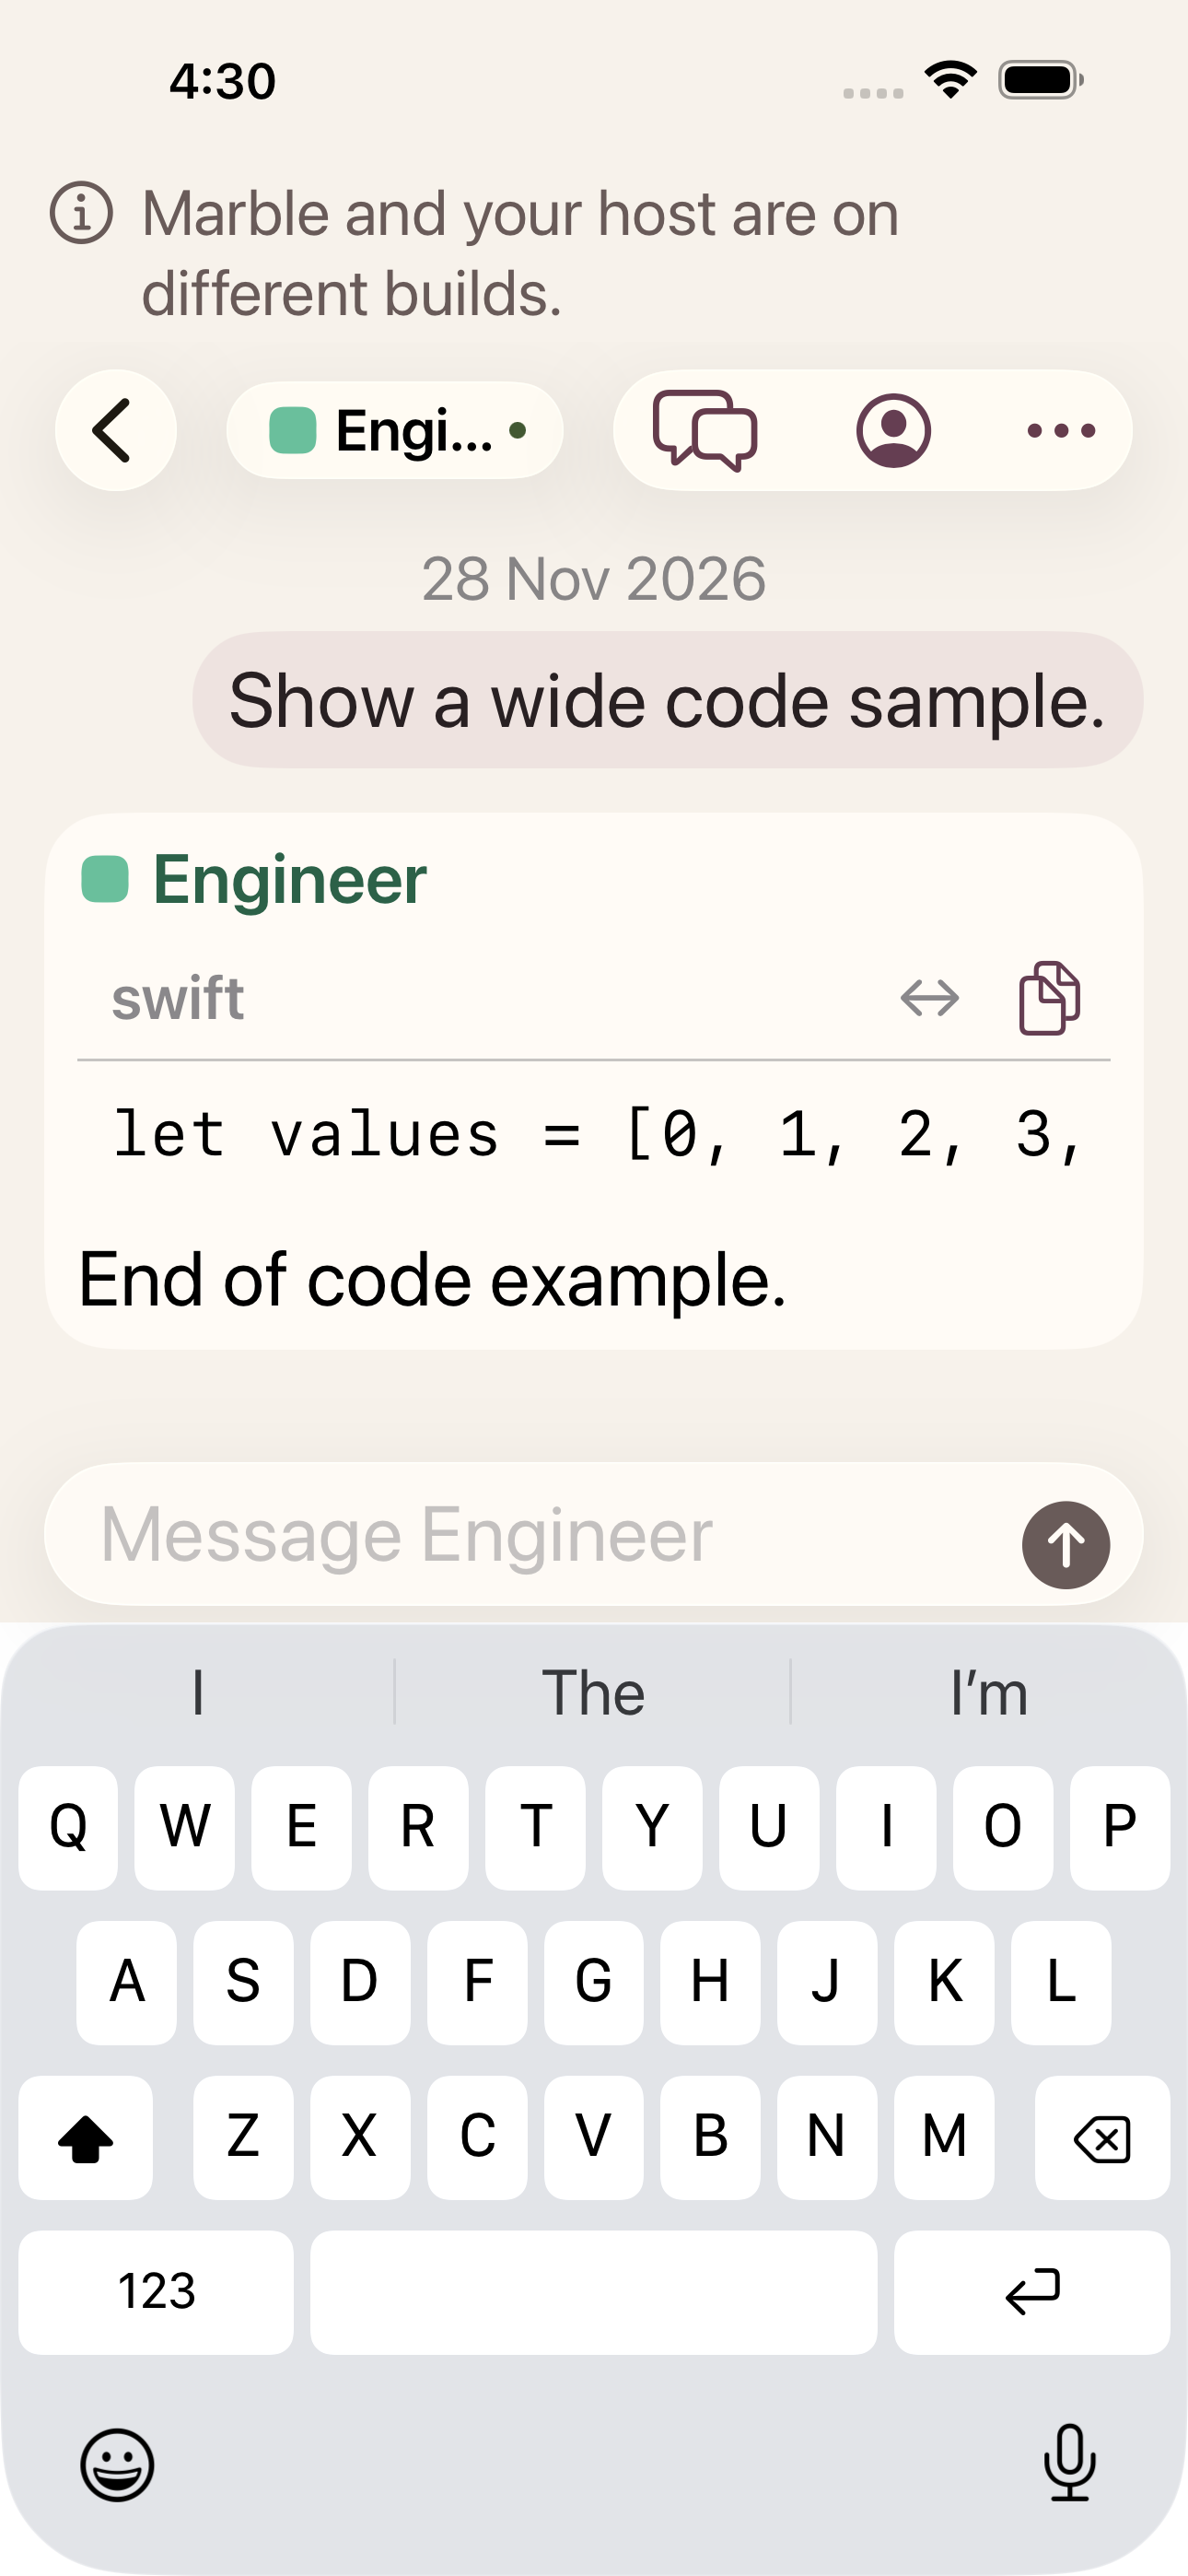 4:30
Marble and your host are on
different builds.
Engi...
28 Nov 2026
Show a wide code sample.
Engineer
swift
let values = [0, 1, 2, 3,
End of code example.
Message Engineer
I The I’m
Q W E R T Y U I O P
A S D F G H J K L
Z X C V B N M
123